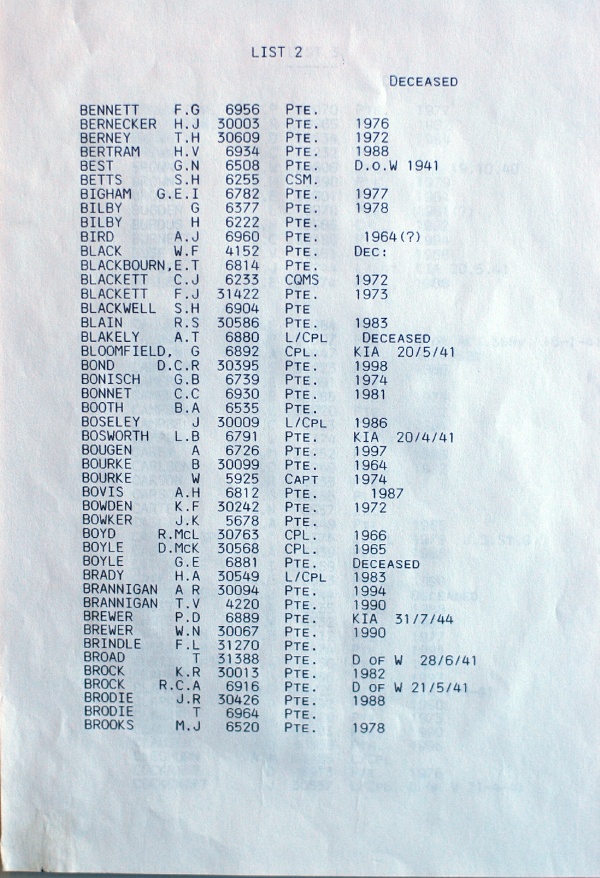 LIST 2
DECEASED
BENNETT F.G 6956 PTE.
BERNECKER H.J 30003 PTE. 1976
BERNEY T.H 30609 PTE. 1972
BERTRAM H.V 6934 PTE. 1988
BEST G.N 6508 PTE. D.O.W 1941
BETTS S.H 6255 CSM.
BIGHAM G.E.I 6782 PTE. 1977
BILBY G 6377 PTE. 1978
BILBY H 6222 PTE.
BIRD A.J 6960 PTE. 1964(?)
BLACK W.F 4152 PTE. DEC:
BLACKBOURN,E.T 6814 PTE.
BLACKETT C.J 6233 CQMS 1972
BLACKETT F.J 31422 PTE. 1973
BLACKWELL S.H 6904 PTE
BLAIN R.S 30586 PTE. 1983
BLAKELY A.T 6880 L/CPL DECEASED
BLOOMFIELD, G 6892 CPL. KIA 20/5/41
BOND D.C.R 30395 PTE. 1998
BONISCH G.B 6739 PTE. 1974
BONNET C.C 6930 PTE. 1981
BOOTH B.A 6535 PTE.
BOSELEY J 30009 L/CPL 1986
BOSWORTH L.B 6791 PTE. KIA 20/4/41
BOUGEN A 6726 PTE. 1997
BOURKE B 30099 PTE. 1964
BOURKE W 5925 CAPT 1974
BOVIS A.H 6812 PTE. 1987
BOWDEN K.F 30242 PTE. 1972
BOWKER J.K 5678 PTE.
BOYD R.McL 30763 CPL. 1966
BOYLE D.McK 30568 CPL. 1965
BOYLE G.E 6881 PTE. DECEASED
BRADY H.A 30549 L/CPL 1983
BRANNIGAN A R 30094 PTE. 1994
BRANNIGAN T.V 4220 PTE. 1990
BREWER P.D 6889 PTE. KIA 31/7/44
BREWER W.N 30067 PTE. 1990
BRINDLE F.L 31270 PTE.
BROAD T 31388 PTE. D OF W 28/6/41
BROCK K.R 30013 PTE. 1982
BROCK R.C.A 6916 PTE. D OF W 21/5/41
BRODIE J.R 30426 PTE. 1988
BRODIE T 6964 PTE.
BROOKS M.J 6520 PTE. 1978